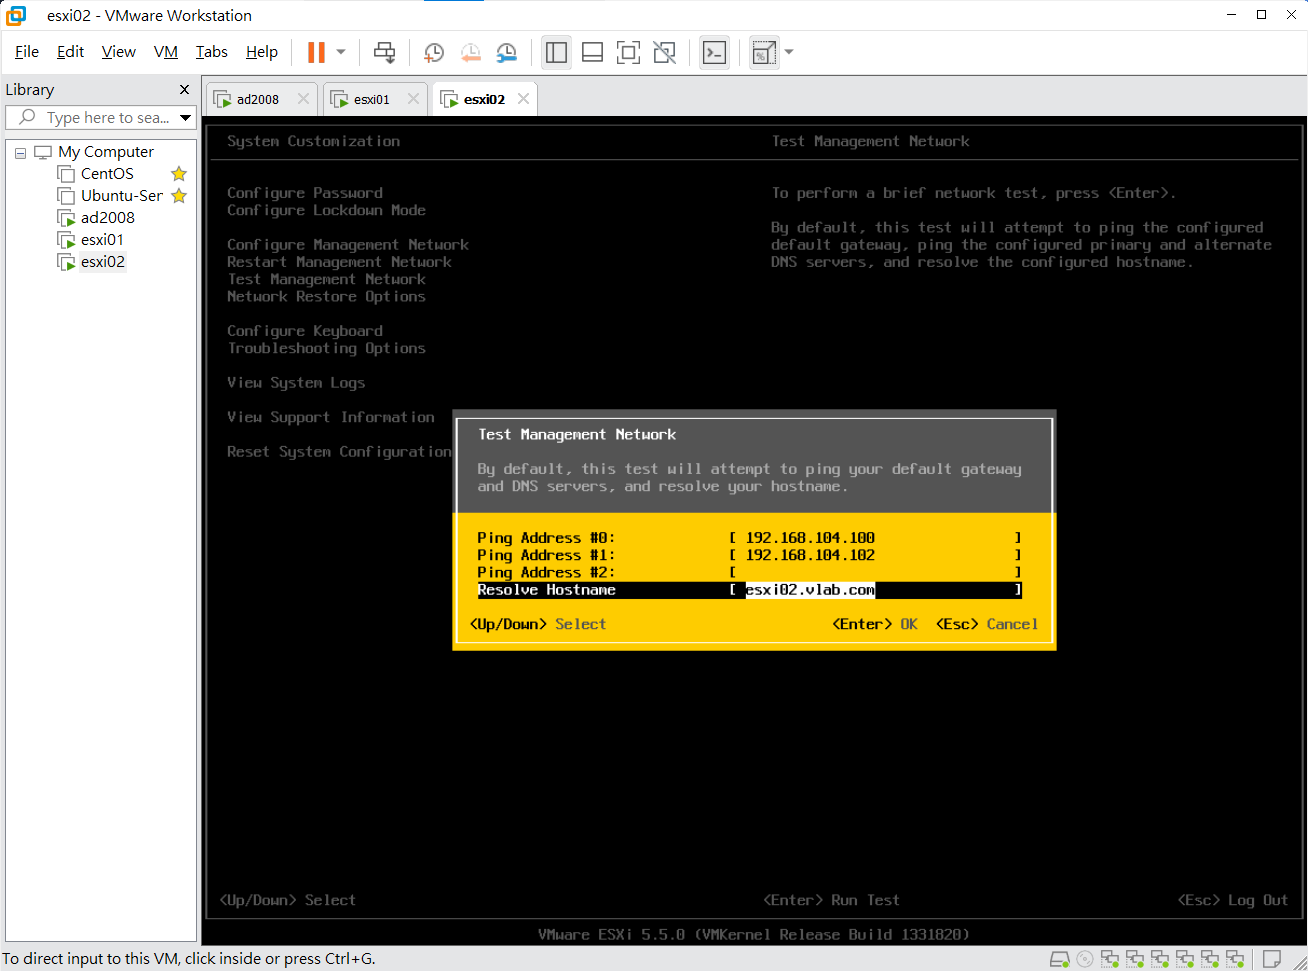 esxi02 - VMware Workstation
File Edit View VM Tabs Help
Library
Type here to sea...
My Computer
CentOS
Ubuntu-Ser
ad2008
esxi01
esxi02
ad2008 esxi01 esxi02
System Customization
Test Management Network
Configure Password
Configure Lockdown Mode
Configure Management Network
Restart Management Network
Test Management Network
Network Restore Options
Configure Keyboard
Troubleshooting Options
View System Logs
View Support Information
Reset System Configuration
To perform a brief network test, press <Enter>.
By default, this test will attempt to ping the configured
default gateway, ping the configured primary and alternate
DNS servers, and resolve the configured hostname.
Test Management Network
By default, this test will attempt to ping your default gateway
and DNS servers, and resolve your hostname.
Ping Address #0: [ 192.168.104.100 ]
Ping Address #1: [ 192.168.104.102 ]
Ping Address #2: [ ]
Resolve Hostname [ esxi02.vlab.com ]
<Up/Down> Select <Enter> OK <Esc> Cancel
<Up/Down> Select <Enter> Run Test <Esc> Log Out
VMware ESXi 5.5.0 (VMKernel Release Build 1331820)
To direct input to this VM, click inside or press Ctrl+G.